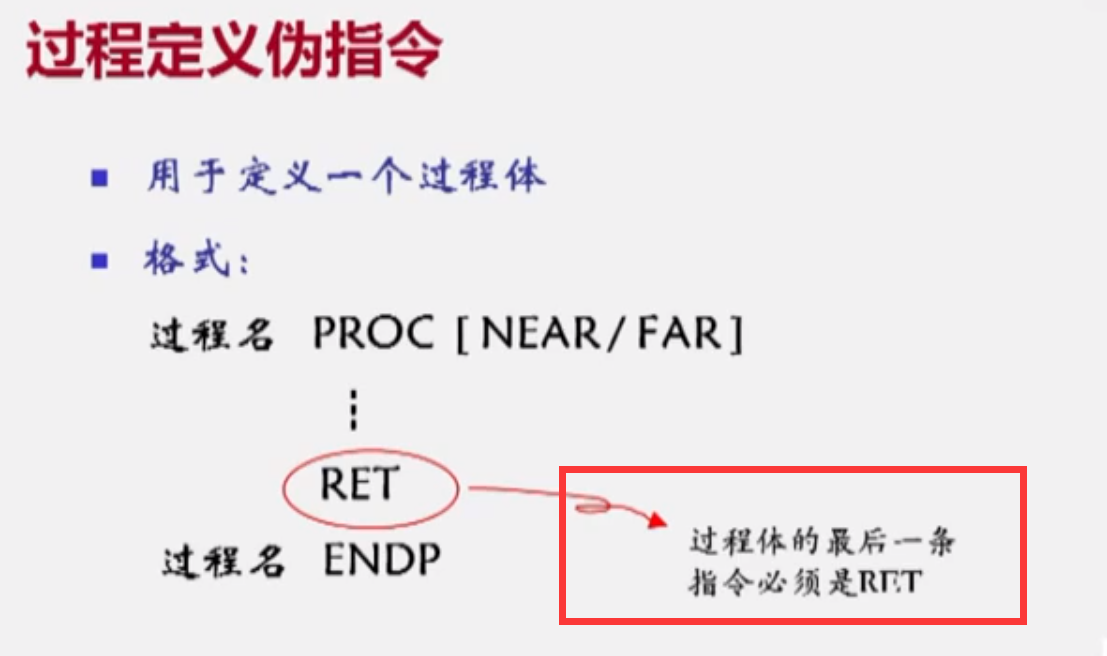 过程定义伪指令
用于定义一个过程体
格式：
过程名 PROC [ NEAR / FAR ]
RET
过程名 ENDP
过程体的最后一条
指令必须是RET